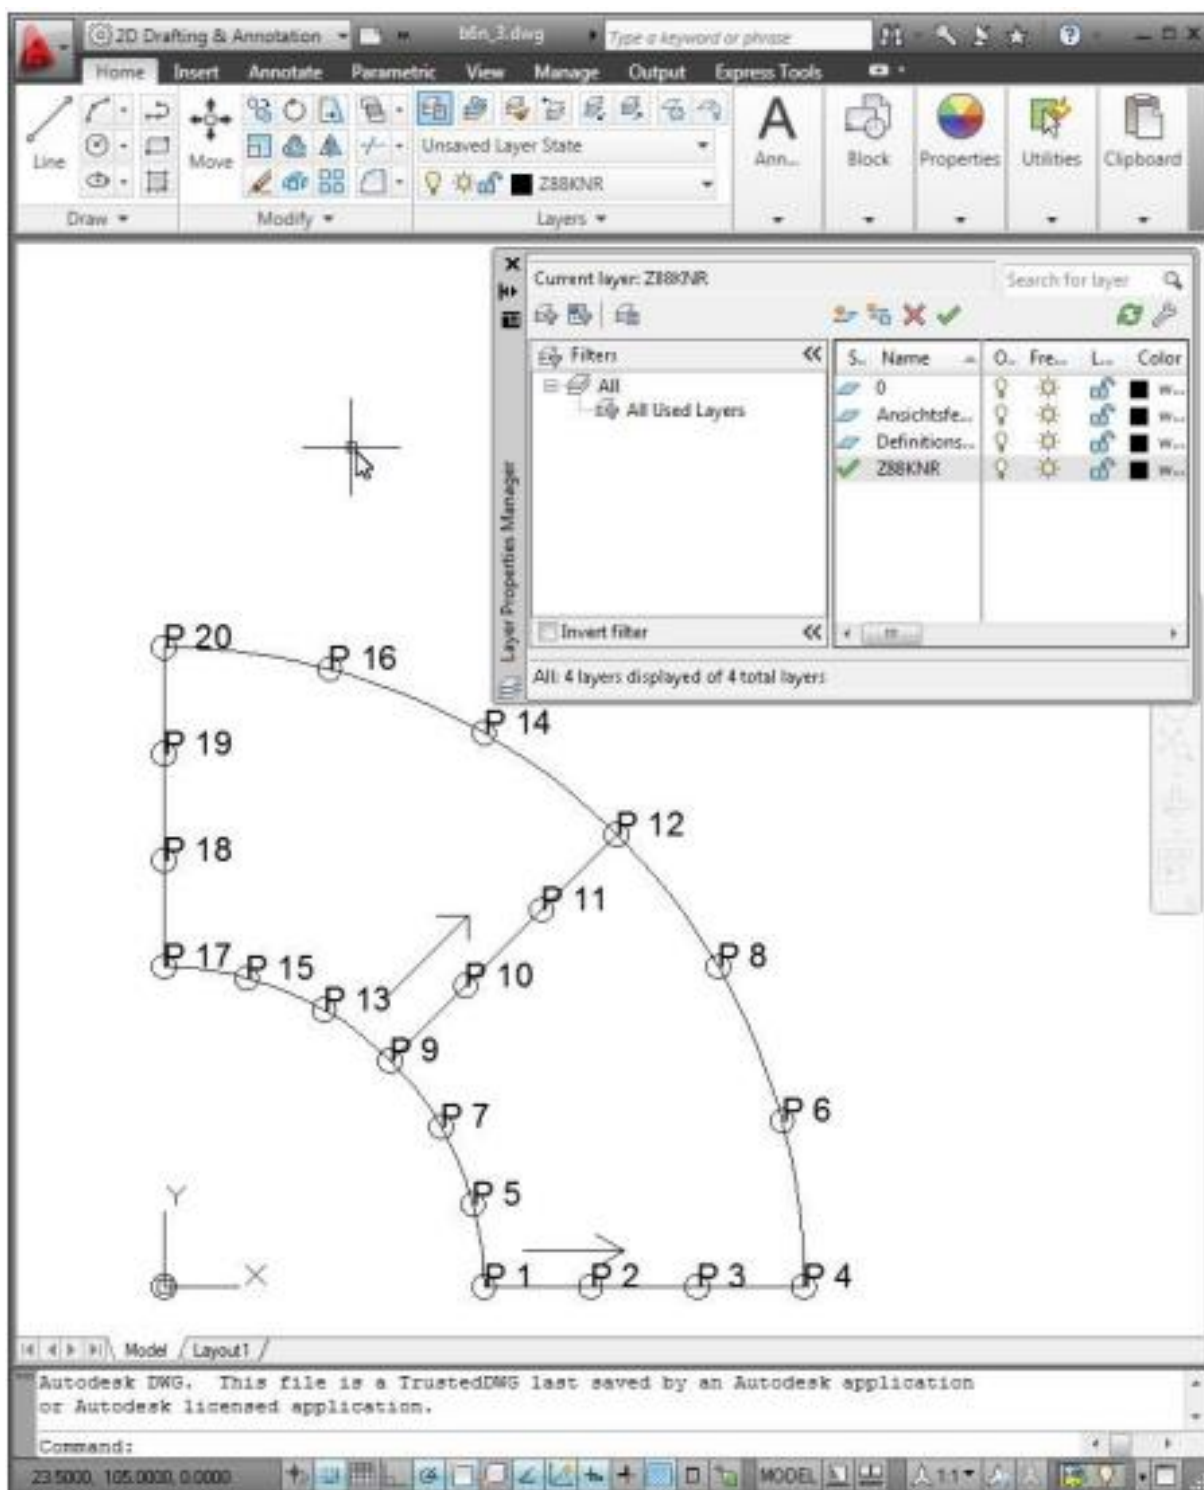 2D Drafting & Annotation
b6n_3.dwg
Type a keyword or phrase
Home Insert Annotate Parametric View Manage Output Express Tools
Line
Move
Unsaved Layer State
Z88KNR
Ann...
Block
Properties
Utilities
Clipboard
Draw
Modify
Layers
Current layer: Z88KNR
Search for layer
Filters
All
All Used Layers
Invert filter
S.. Name O.. Fre... L... Color
0 w...
Ansichtsfe... w...
Definitions... w...
Z88KNR w...
Layer Properties Manager
All: 4 layers displayed of 4 total layers
P 20
P 16
P 14
P 19
P 12
P 18
P 11
P 17
P 15
P 13
P 10
P 8
P 9
P 7
P 6
P 5
Y
X
P 1
P 2
P 3
P 4
Model Layout1
Autodesk DWG. This file is a TrustedDWG last saved by an Autodesk application
or Autodesk licensed application.
Command:
23.5000, 105.0000, 0.0000
MODEL
1:1